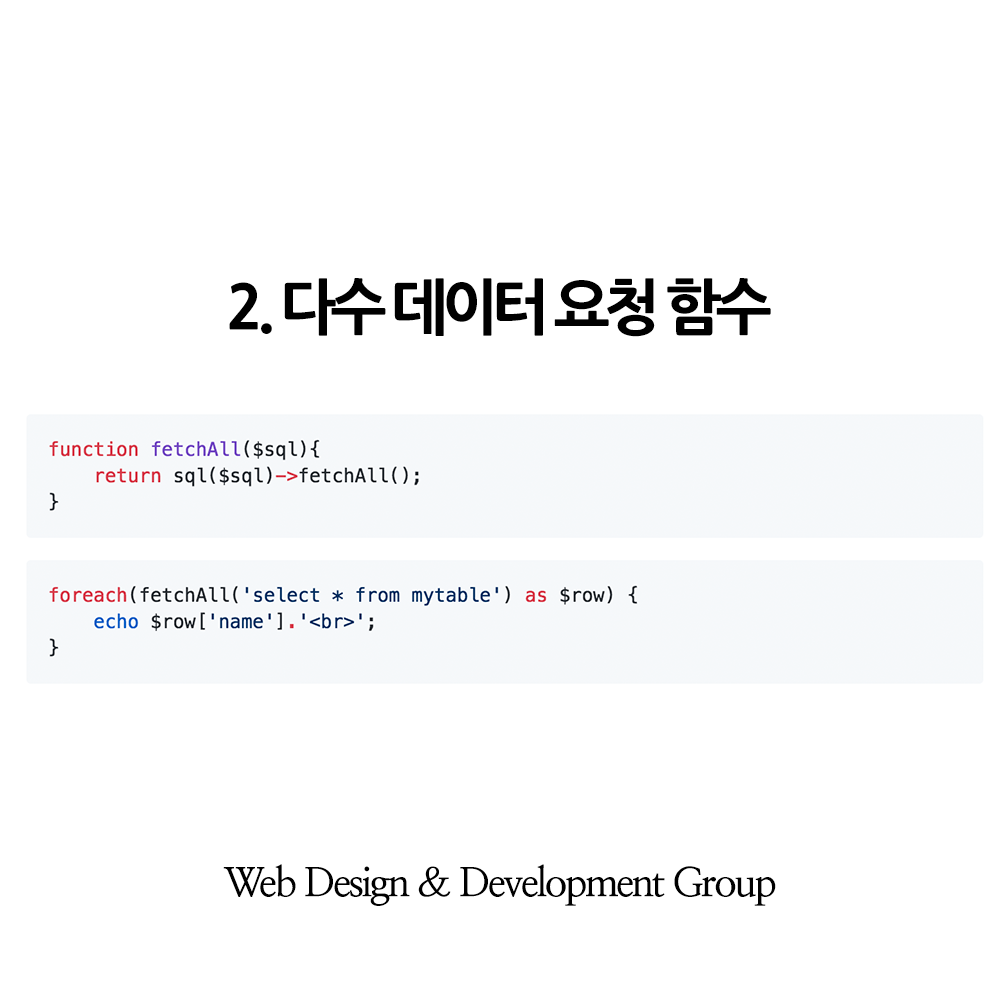 2. 다수 데이터 요청 함수
function fetchAll($sql){
    return sql($sql)->fetchAll();
}
foreach(fetchAll('select * from mytable') as $row) {
    echo $row['name'].'<br>';
}
Web Design & Development Group